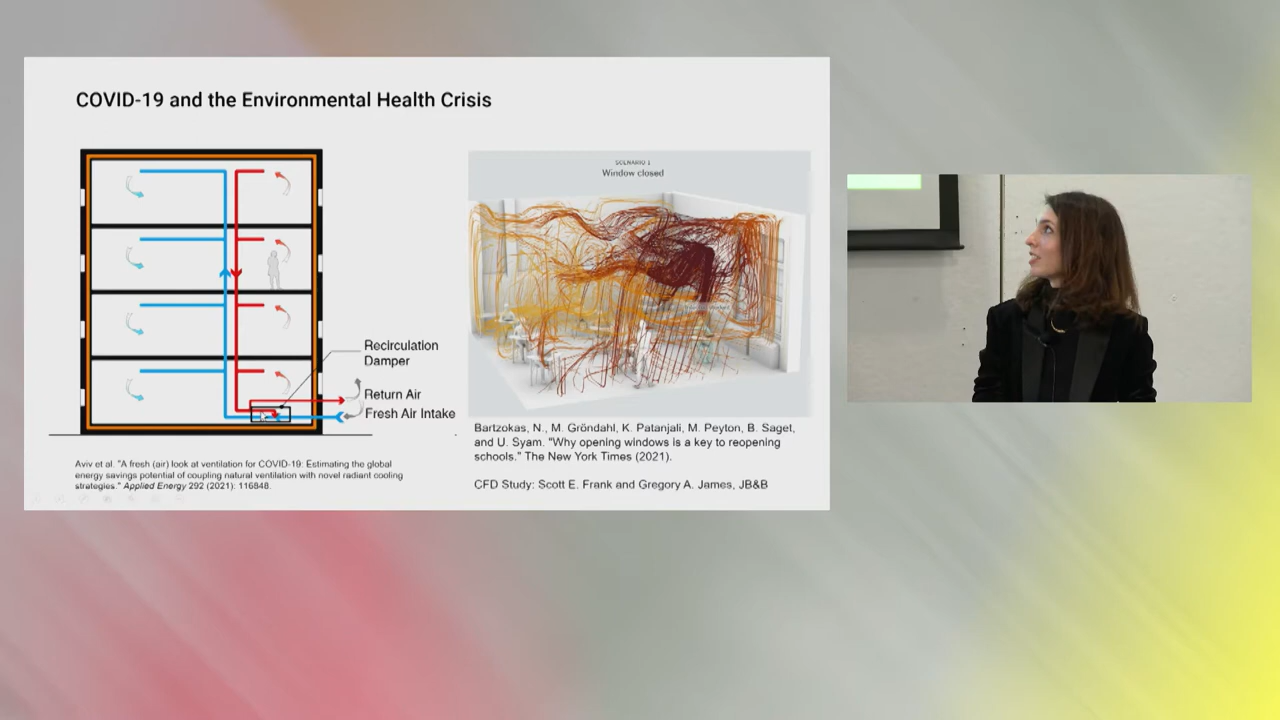 COVID-19 and the Environmental Health Crisis
Recirculation
Damper
Return Air
Fresh Air Intake
Aviv et al. "A fresh (air) look at ventilation for COVID-19: Estimating the global
energy savings potential of coupling natural ventilation with novel radiant cooling
strategies." Applied Energy 292 (2021): 116848.
SCENARIO 1
Window closed
Bartzokas, N., M. Gröndahl, K. Patanjali, M. Peyton, B. Saget,
and U. Syam. "Why opening windows is a key to reopening
schools." The New York Times (2021).
CFD Study: Scott E. Frank and Gregory A. James, JB&B